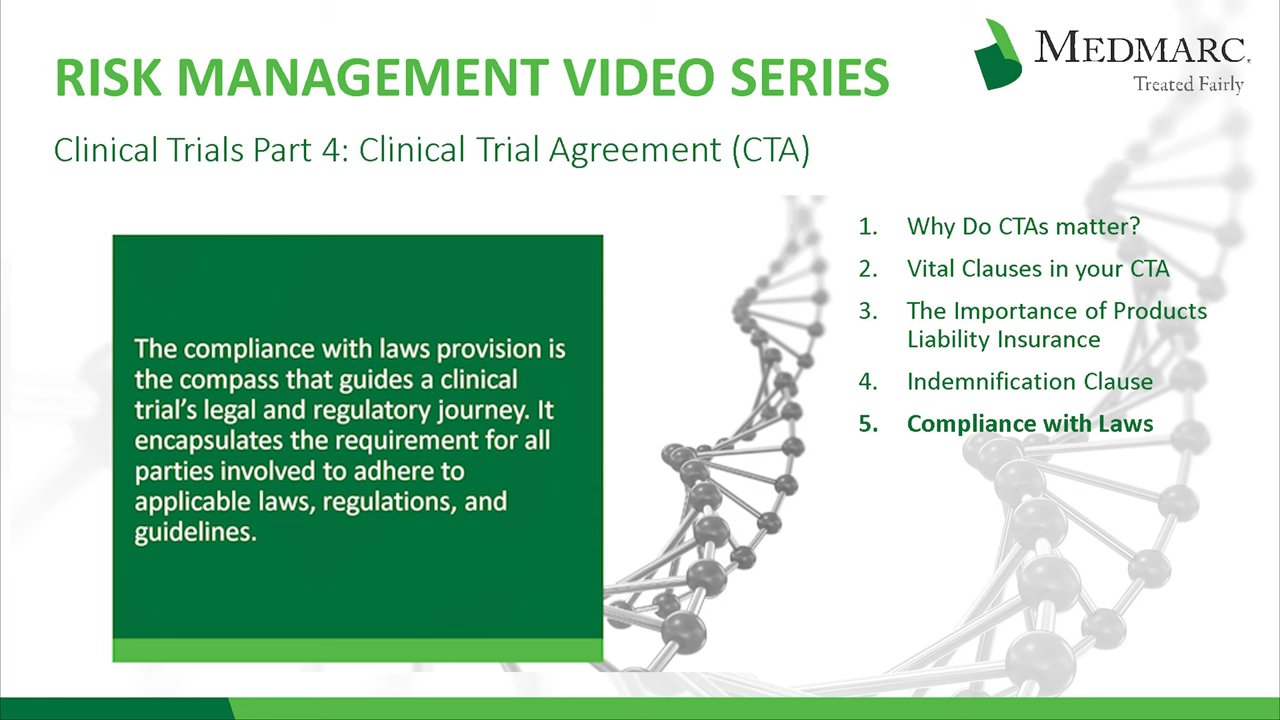 RISK MANAGEMENT VIDEO SERIES
MEDMARC
Treated Fairly
Clinical Trials Part 4: Clinical Trial Agreement (CTA)
The compliance with laws provision is
the compass that guides a clinical
trial’s legal and regulatory journey. It
encapsulates the requirement for all
parties involved to adhere to
applicable laws, regulations, and
guidelines.
1. Why Do CTAs matter?
2. Vital Clauses in your CTA
3. The Importance of Products
Liability Insurance
4. Indemnification Clause
5. Compliance with Laws